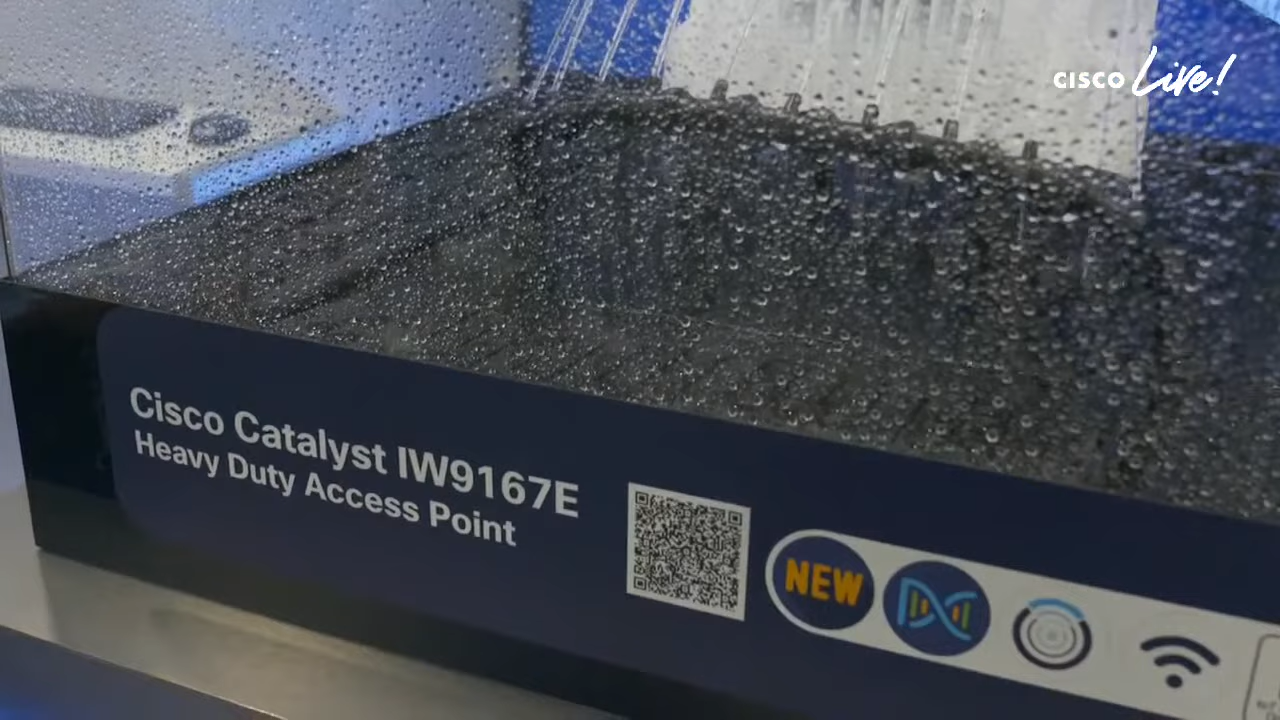 CISCO Live!
Cisco Catalyst IW9167E
Heavy Duty Access Point
NEW